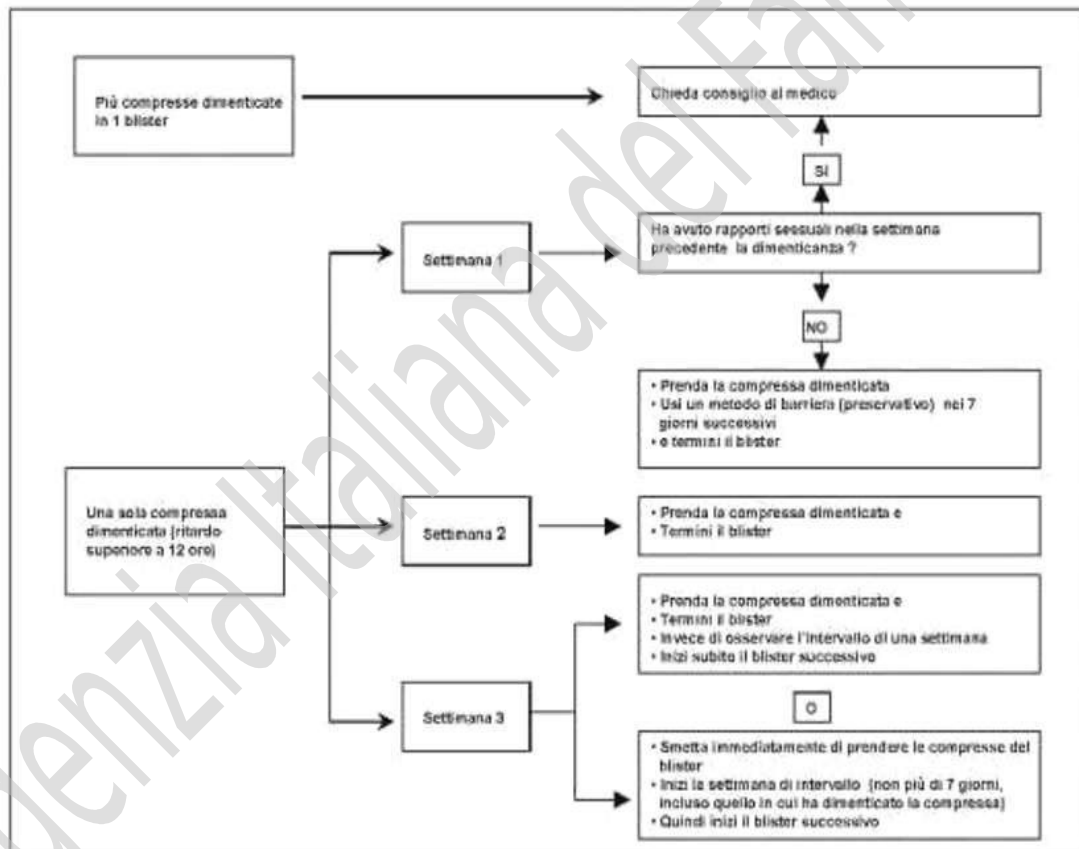 Più compresse dimenticate
in 1 blister
Chieda consiglio al medico
SI
Ha avuto rapporti sessuali nella settimana
precedente la dimenticanza ?
Settimana 1
NO
• Prenda la compressa dimenticata
• Usi un metodo di barriera (preservativo) nei 7
giorni successivi
• e termini il blister
Una sola compressa
dimenticata (ritardo
superiore a 12 ore)
Settimana 2
• Prenda la compressa dimenticata e
• Termini il blister
• Prenda la compressa dimenticata e
• Termini il blister
• Invece di osservare l'intervallo di una settimana
• Inizi subito il blister successivo
Settimana 3
O
• Smetta immediatamente di prendere le compresse del
blister
• Inizi la settimana di intervallo (non più di 7 giorni,
incluso quello in cui ha dimenticato la compressa)
• Quindi inizi il blister successivo
Italiana del